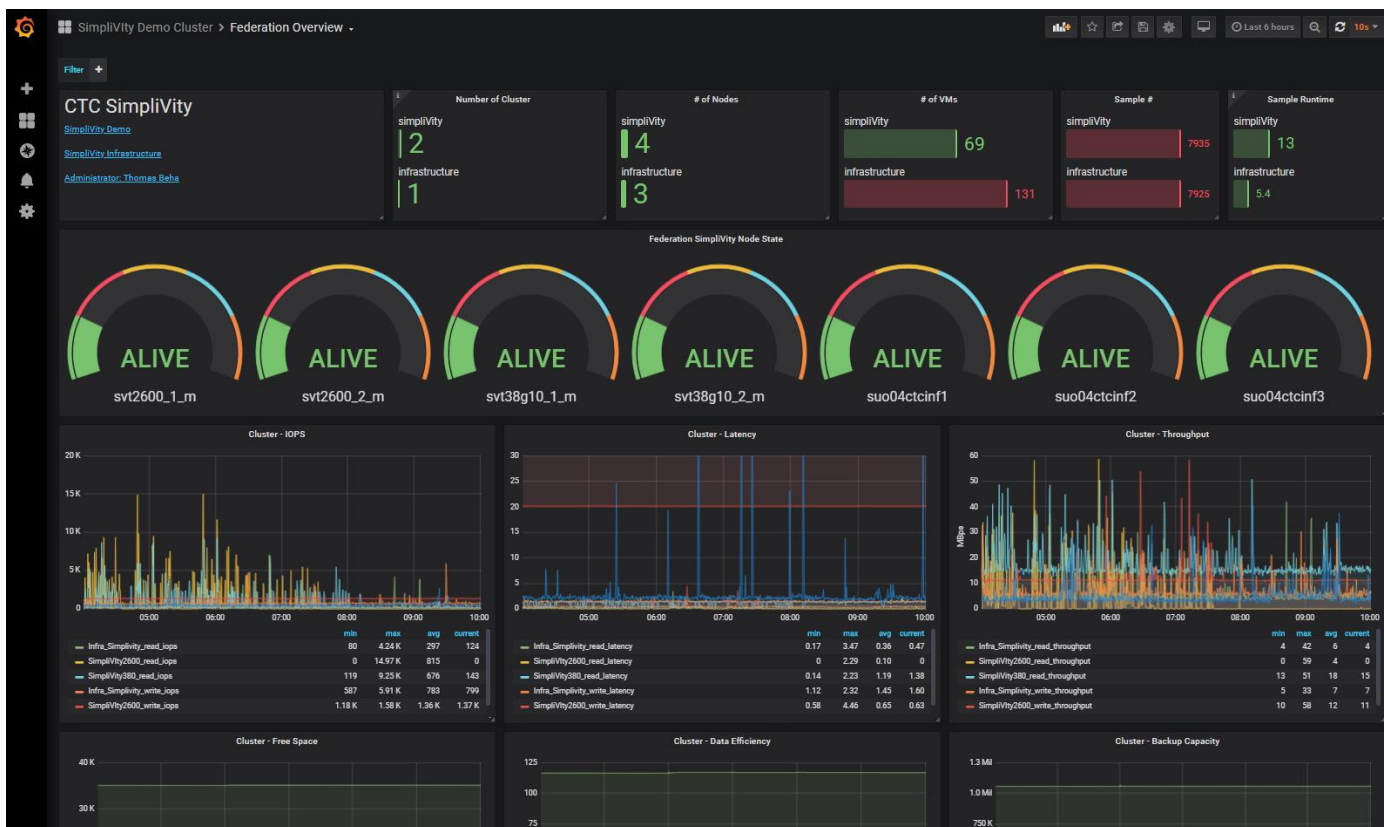 SimpliVIty Demo Cluster > Federation Overview
Last 6 hours
10s
Filter
CTC SimpliVity
SimpliVity Demo
SimpliVity Infrastructure
Administrator: Thomas Beha
Number of Cluster
simpliVity
2
infrastructure
1
# of Nodes
simpliVity
4
infrastructure
3
# of VMs
simpliVity
69
infrastructure
131
Sample #
simpliVity
7935
infrastructure
7925
Sample Runtime
simpliVity
13
infrastructure
5.4
Federation SimpliVity Node State
ALIVE ALIVE ALIVE ALIVE ALIVE ALIVE ALIVE
svt2600_1_m svt2600_2_m svt38g10_1_m svt38g10_2_m suo04ctcinf1 suo04ctcinf2 suo04ctcinf3
Cluster - IOPS
20 K
15 K
10 K
5 K
0
05:00 06:00 07:00 08:00 09:00 10:00
min max avg current
Infra_Simplivity_read_iops 80 4.24 K 297 124
SimpliVIty2600_read_iops 0 14.97 K 815 0
SimpliVity380_read_iops 119 9.25 K 676 143
Infra_Simplivity_write_iops 587 5.91 K 783 799
SimpliVIty2600_write_iops 1.18 K 1.58 K 1.36 K 1.37 K
Cluster - Latency
30
25
20
15
10
5
0
05:00 06:00 07:00 08:00 09:00 10:00
min max avg current
Infra_Simplivity_read_latency 0.17 3.47 0.36 0.47
SimpliVIty2600_read_latency 0 2.29 0.10 0
SimpliVity380_read_latency 0.14 2.23 1.19 1.38
Infra_Simplivity_write_latency 1.12 2.32 1.45 1.60
SimpliVIty2600_write_latency 0.58 4.46 0.65 0.63
Cluster - Throughput
MBps
60
50
40
30
20
10
0
05:00 06:00 07:00 08:00 09:00 10:00
min max avg current
Infra_Simplivity_read_throughput 4 42 6 4
SimpliVIty2600_read_throughput 0 59 4 0
SimpliVity380_read_throughput 13 51 18 15
Infra_Simplivity_write_throughput 5 33 7 7
SimpliVIty2600_write_throughput 10 58 12 11
Cluster - Free Space
40 K
30 K
Cluster - Data Efficiency
125
100
75
Cluster - Backup Capacity
1.3 Mil
1.0 Mil
750 K